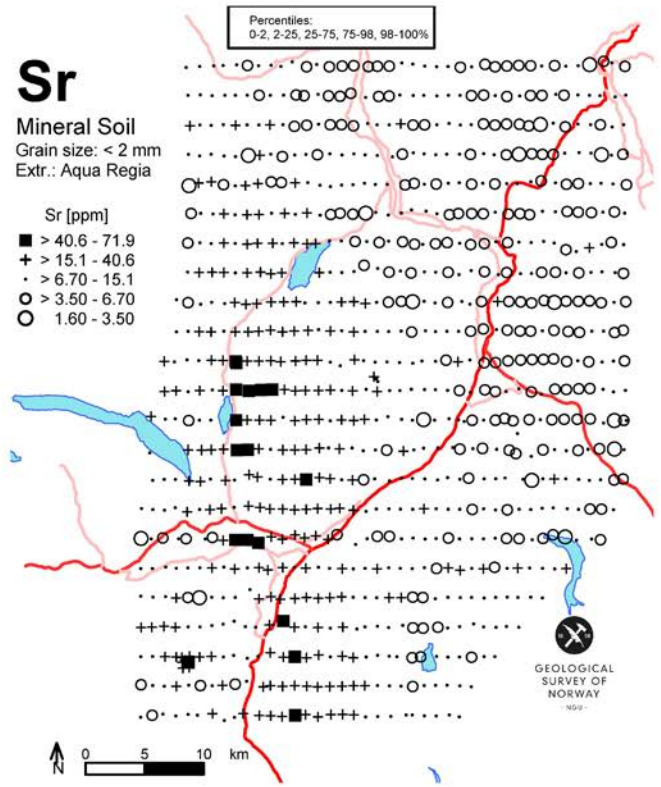 Percentiles:
0-2, 2-25, 25-75, 75-98, 98-100%
Sr
Mineral Soil
Grain size: < 2 mm
Extr.: Aqua Regia
Sr [ppm]
> 40.6 - 71.9
> 15.1 - 40.6
> 6.70 - 15.1
> 3.50 - 6.70
1.60 - 3.50
GEOLOGICAL
SURVEY OF
NORWAY
- NGU -
0 5 10 km
N